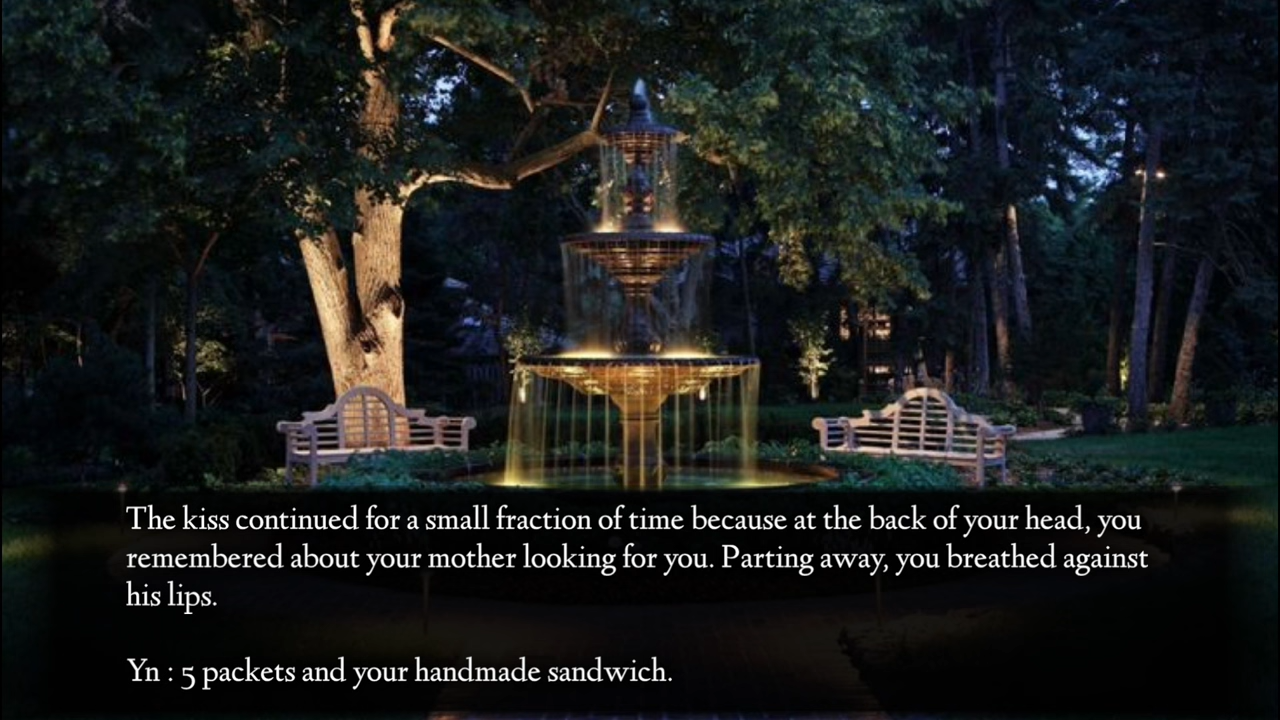 The kiss continued for a small fraction of time because at the back of your head, you
remembered about your mother looking for you. Parting away, you breathed against
his lips.
Yn : 5 packets and your handmade sandwich.